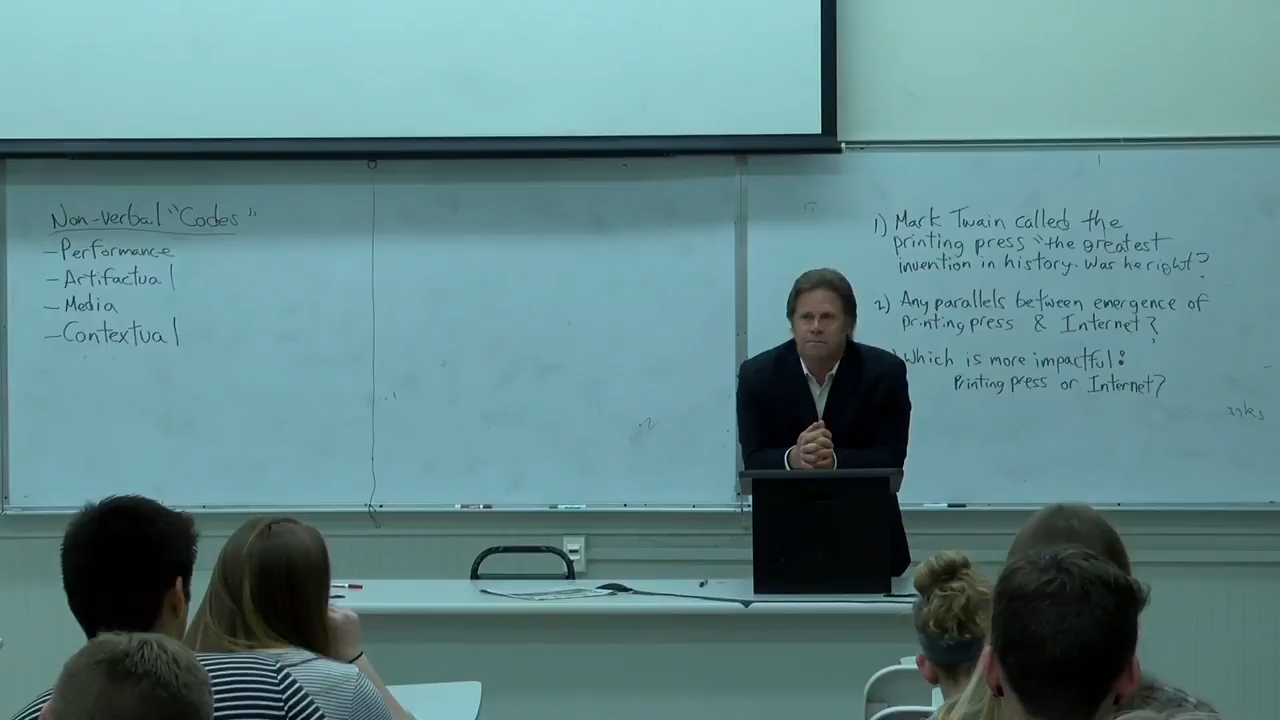 Non-verbal "Codes"
-Performance
-Artifactual
-Media
-Contextual
1) Mark Twain called the
printing press "the greatest
invention in history. Was he right?
2) Any parallels between emergence of
printing press & Internet?
) Which is more impactful:
Printing press or Internet?